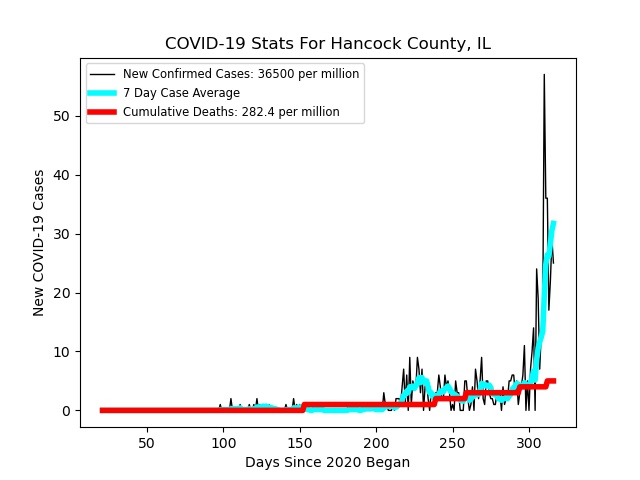 COVID-19 Stats For Hancock County, IL
New Confirmed Cases: 36500 per million
7 Day Case Average
Cumulative Deaths: 282.4 per million
New COVID-19 Cases
50
40
30
20
10
0
50
100
150
200
250
300
Days Since 2020 Began